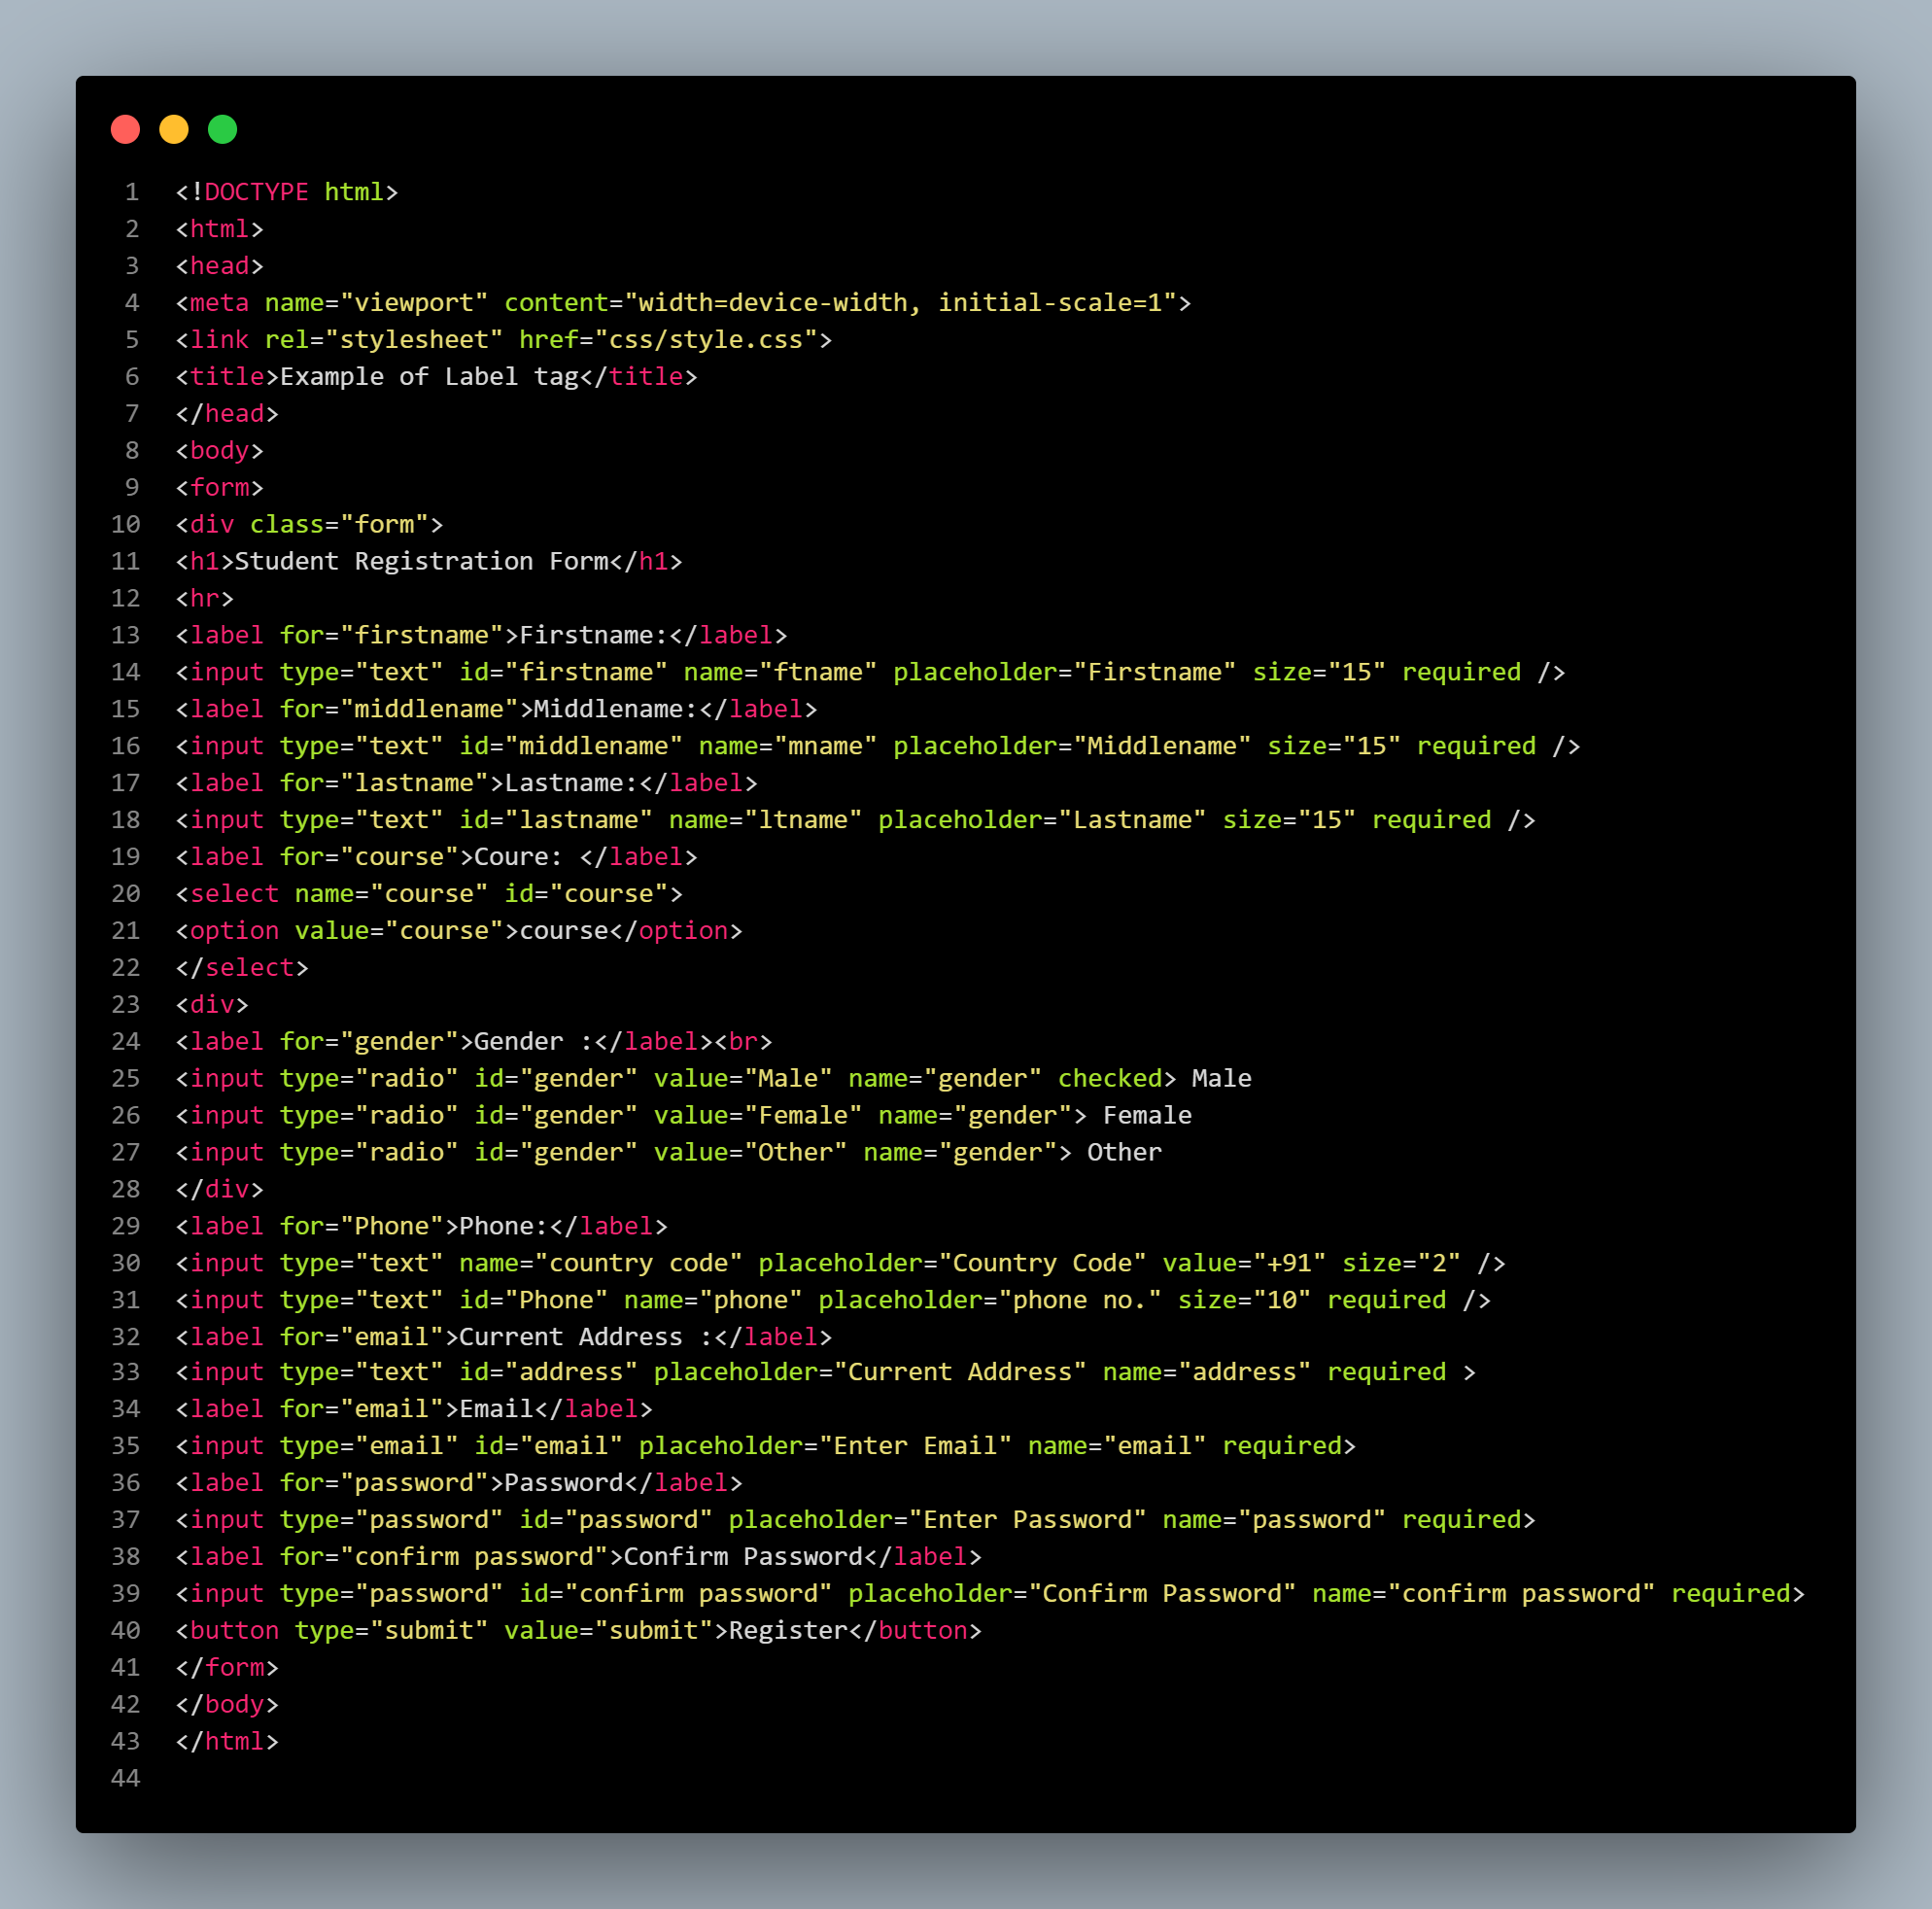 1 <!DOCTYPE html>
2 <html>
3 <head>
4 <meta name="viewport" content="width=device-width, initial-scale=1">
5 <link rel="stylesheet" href="css/style.css">
6 <title>Example of Label tag</title>
7 </head>
8 <body>
9 <form>
10 <div class="form">
11 <h1>Student Registration Form</h1>
12 <hr>
13 <label for="firstname">Firstname:</label>
14 <input type="text" id="firstname" name="ftname" placeholder="Firstname" size="15" required />
15 <label for="middlename">Middlename:</label>
16 <input type="text" id="middlename" name="mname" placeholder="Middlename" size="15" required />
17 <label for="lastname">Lastname:</label>
18 <input type="text" id="lastname" name="ltname" placeholder="Lastname" size="15" required />
19 <label for="course">Coure: </label>
20 <select name="course" id="course">
21 <option value="course">course</option>
22 </select>
23 <div>
24 <label for="gender">Gender :</label><br>
25 <input type="radio" id="gender" value="Male" name="gender" checked> Male
26 <input type="radio" id="gender" value="Female" name="gender"> Female
27 <input type="radio" id="gender" value="Other" name="gender"> Other
28 </div>
29 <label for="Phone">Phone:</label>
30 <input type="text" name="country code" placeholder="Country Code" value="+91" size="2" />
31 <input type="text" id="Phone" name="phone" placeholder="phone no." size="10" required />
32 <label for="email">Current Address :</label>
33 <input type="text" id="address" placeholder="Current Address" name="address" required >
34 <label for="email">Email</label>
35 <input type="email" id="email" placeholder="Enter Email" name="email" required>
36 <label for="password">Password</label>
37 <input type="password" id="password" placeholder="Enter Password" name="password" required>
38 <label for="confirm password">Confirm Password</label>
39 <input type="password" id="confirm password" placeholder="Confirm Password" name="confirm password" required>
40 <button type="submit" value="submit">Register</button>
41 </form>
42 </body>
43 </html>
44